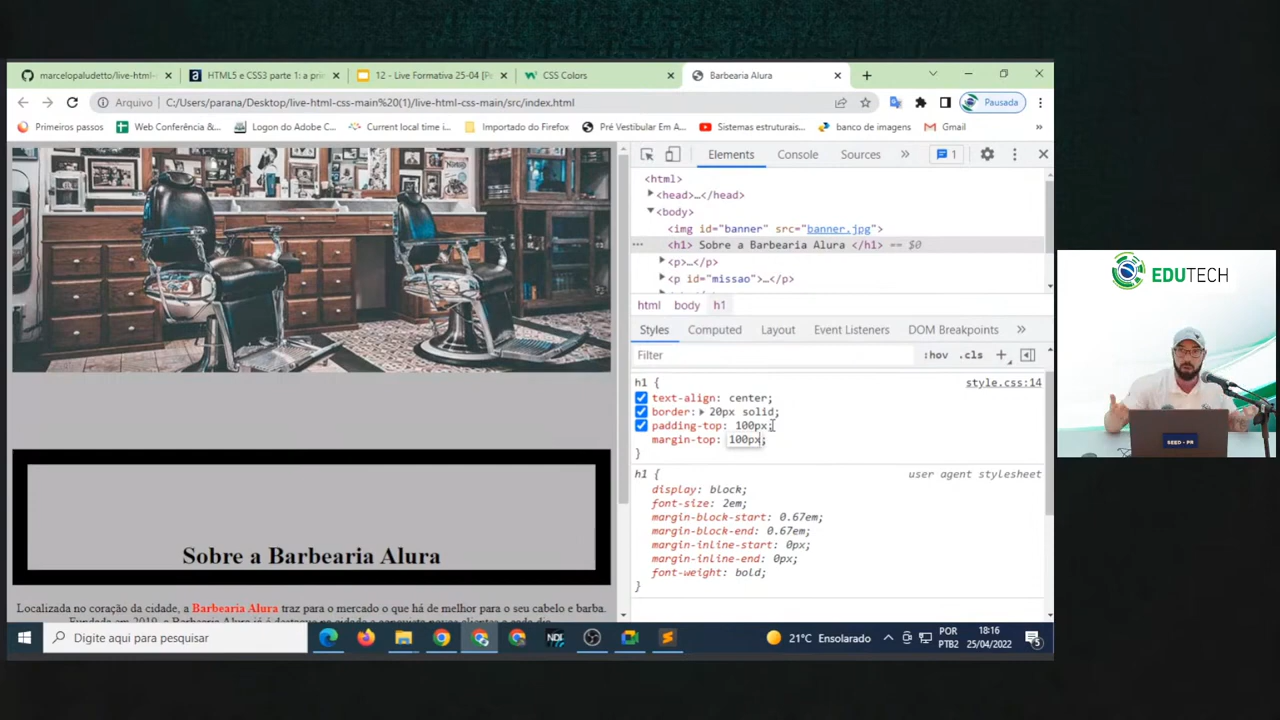 marcelopaludetto/live-html-
HTML5 e CSS3 parte 1: a prim
12 - Live Formativa 25-04 [Pe
CSS Colors
Barbearia Alura
Arquivo
C:/Users/parana/Desktop/live-html-css-main%20(1)/live-html-css-main/src/index.html
Pausada
Primeiros passos
Web Conferência &...
Logon do Adobe C...
Current local time i...
Importado do Firefox
Pré Vestibular Em A...
Sistemas estruturais...
banco de imagens
Gmail
»
Elements
Console
Sources
»
1
<html>
<head>…</head>
<body>
<img id="banner" src="banner.jpg">
<h1> Sobre a Barbearia Alura </h1> == $0
<p>…</p>
<p id="missao">…</p>
html
body
h1
Styles
Computed
Layout
Event Listeners
DOM Breakpoints
»
Filter
:hov
.cls
h1 {
style.css:14
text-align: center;
border: 20px solid;
padding-top: 100px;
margin-top: 100px;
}
h1 {
user agent stylesheet
display: block;
font-size: 2em;
margin-block-start: 0.67em;
margin-block-end: 0.67em;
margin-inline-start: 0px;
margin-inline-end: 0px;
font-weight: bold;
}
Sobre a Barbearia Alura
Localizada no coração da cidade, a Barbearia Alura traz para o mercado o que há de melhor para o seu cabelo e barba.
EDUTECH
SEED - PR
Digite aqui para pesquisar
NDI
21°C Ensolarado
POR
PTB2
18:16
25/04/2022
5